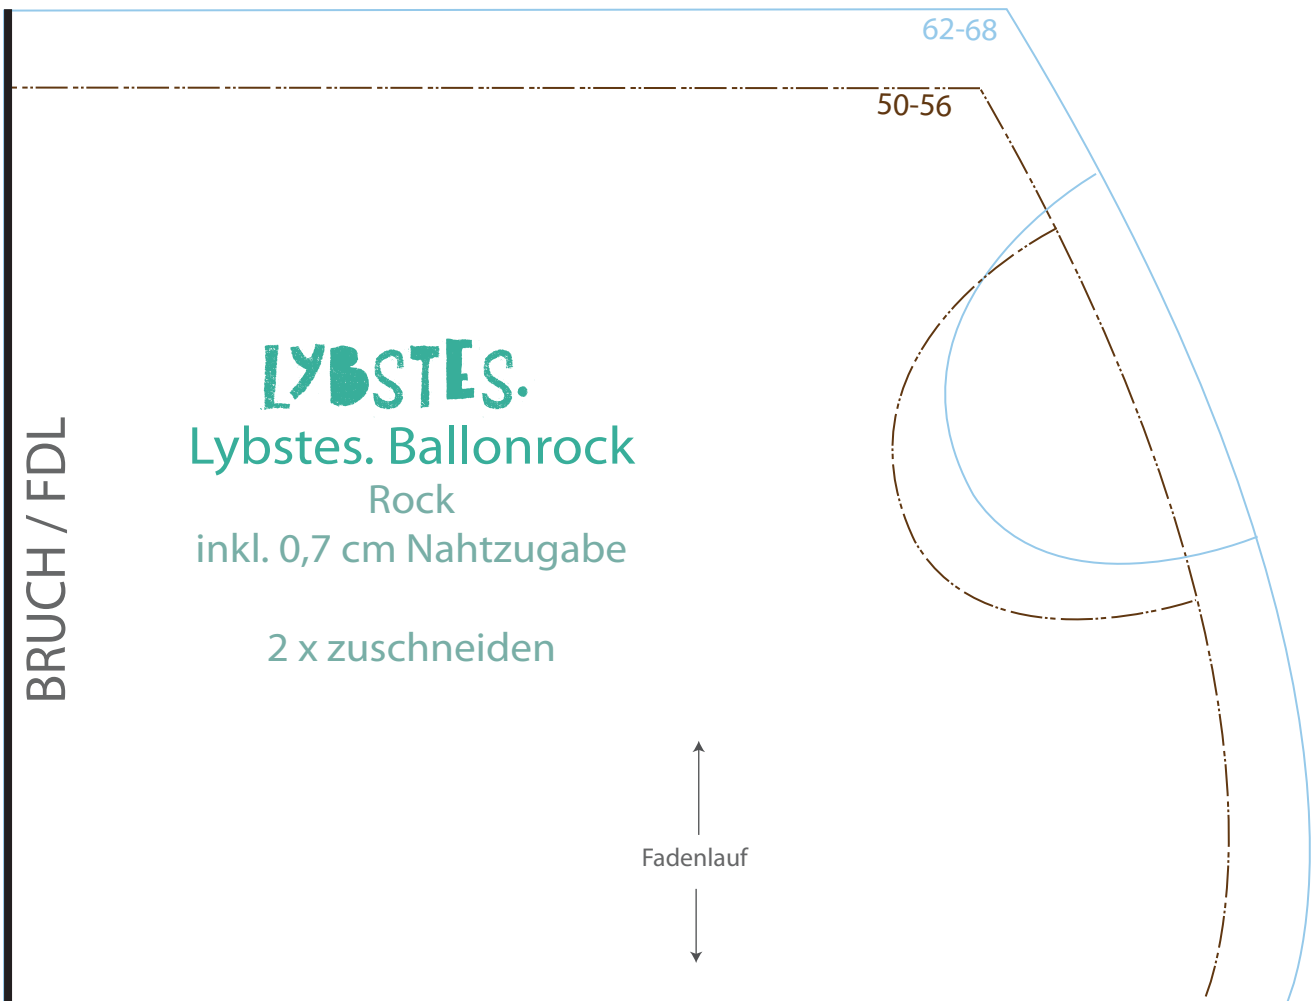 62-68
50-56
LYBSTES.
Lybstes. Ballonrock
Rock
inkl. 0,7 cm Nahtzugabe
2 x zuschneiden
BRUCH / FDL
Fadenlauf